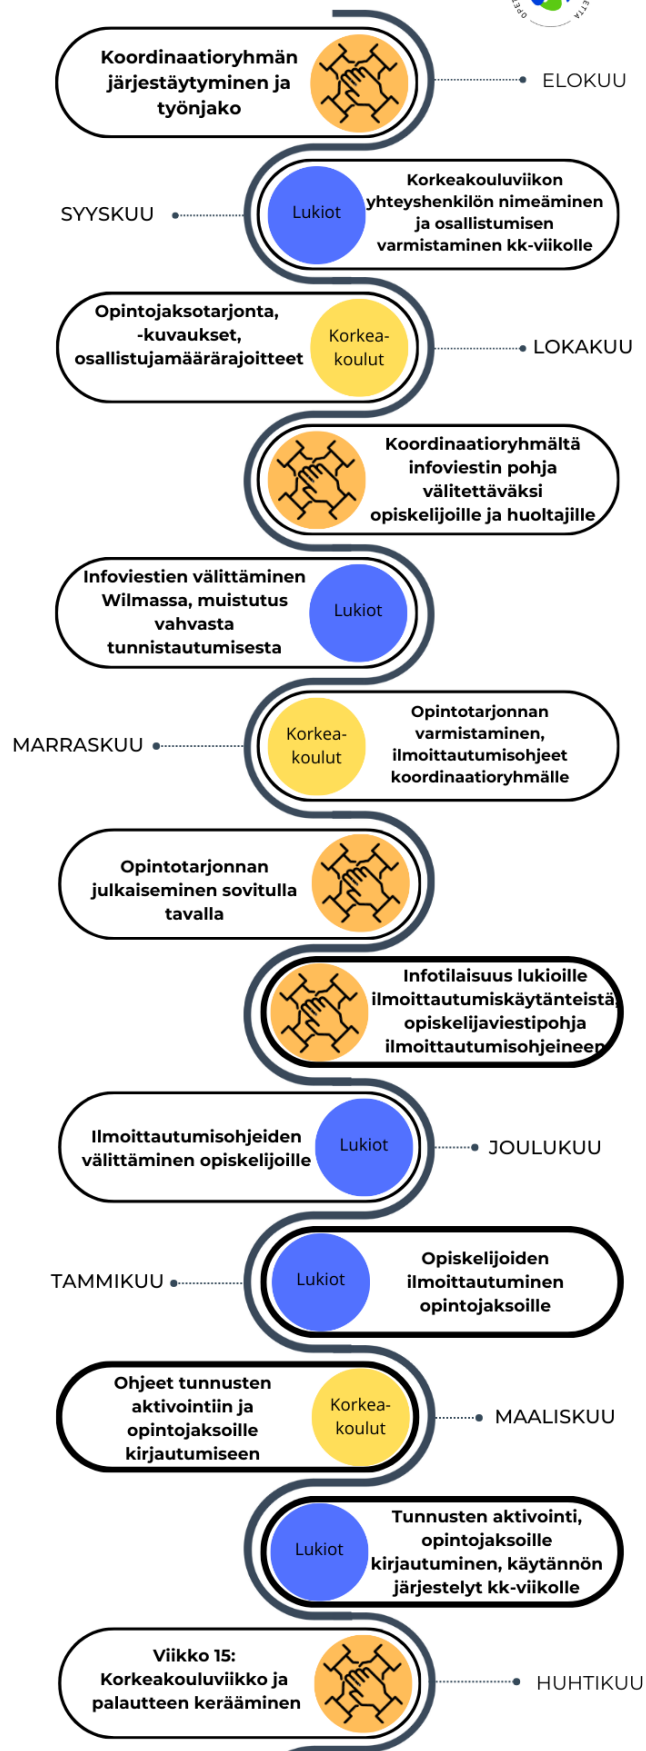 OPET
ETTA
Koordinaatioryhmän
järjestäytyminen ja
työnjako
ELOKUU
SYYSKUU
Lukiot
Korkeakouluviikon
yhteyshenkilön nimeäminen
ja osallistumisen
varmistaminen kk-viikolle
Opintojaksotarjonta,
-kuvaukset,
osallistujamäärärajoitteet
Korkea-
koulut
LOKAKUU
Koordinaatioryhmältä
infoviestin pohja
välitettäväksi
opiskelijoille ja huoltajille
Infoviestien välittäminen
Wilmassa, muistutus
vahvasta
tunnistautumisesta
Lukiot
MARRASKUU
Korkea-
koulut
Opintotarjonnan
varmistaminen,
ilmoittautumisohjeet
koordinaatioryhmälle
Opintotarjonnan
julkaiseminen sovitulla
tavalla
Infotilaisuus lukioille
ilmoittautumiskäytänteistä,
opiskelijaviestipohja
ilmoittautumisohjeineen
Ilmoittautumisohjeiden
välittäminen opiskelijoille
Lukiot
JOULUKUU
TAMMIKUU
Lukiot
Opiskelijoiden
ilmoittautuminen
opintojaksoille
Ohjeet tunnusten
aktivointiin ja
opintojaksoille
kirjautumiseen
Korkea-
koulut
MAALISKUU
Lukiot
Tunnusten aktivointi,
opintojaksoille
kirjautuminen, käytännön
järjestelyt kk-viikolle
Viikko 15:
Korkeakouluviikko ja
palautteen kerääminen
HUHTIKUU